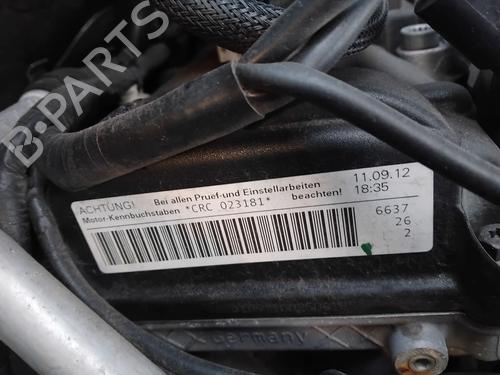 B-PARTS
ACHTUNG! Bei allen Pruef-und Einstellarbeiten 11.09.12
Motor-Kennbuchstaben *CRC 023181* beachten! 18:35
6637
26
2
Germany